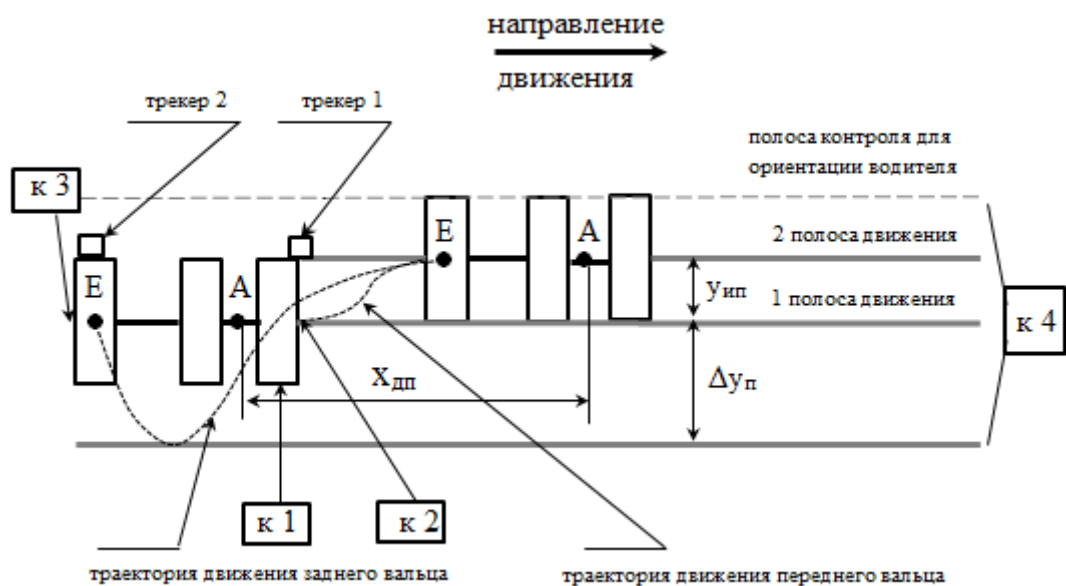 направление
движения
трекер 2
трекер 1
полоса контроля для
ориентации водителя
к 3
E
A
E
A
2 полоса движения
yип
1 полоса движения
к 4
xдп
Δyп
к 1
к 2
траектория движения заднего вальца
траектория движения переднего вальца